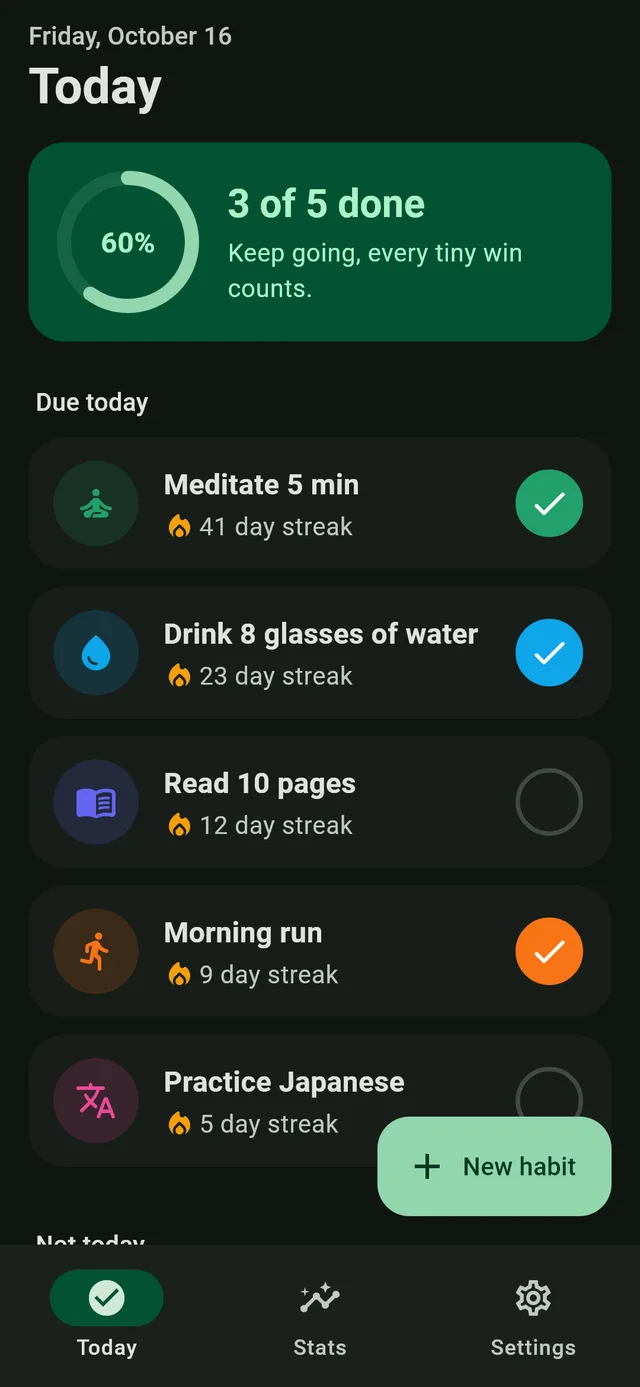 Friday, October 16
Today
60%
3 of 5 done
Keep going, every tiny win
counts.
Due today
Meditate 5 min
41 day streak
Drink 8 glasses of water
23 day streak
Read 10 pages
12 day streak
Morning run
9 day streak
Practice Japanese
5 day streak
New habit
Not today
Today
Stats
Settings